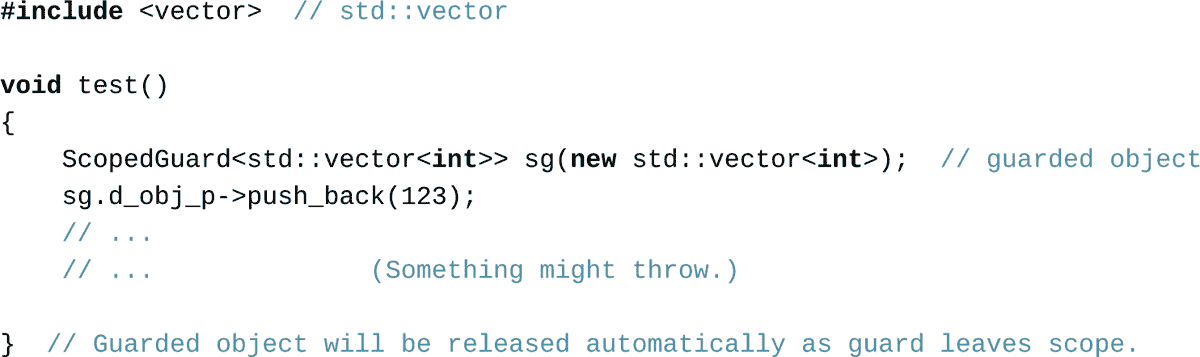 #include <vector>  // std::vector
void test()
{
    ScopedGuard<std::vector<int>> sg(new std::vector<int>);  // guarded object
    sg.d_obj_p->push_back(123);
    // ...
    // ...              (Something might throw.)
}  // Guarded object will be released automatically as guard leaves scope.